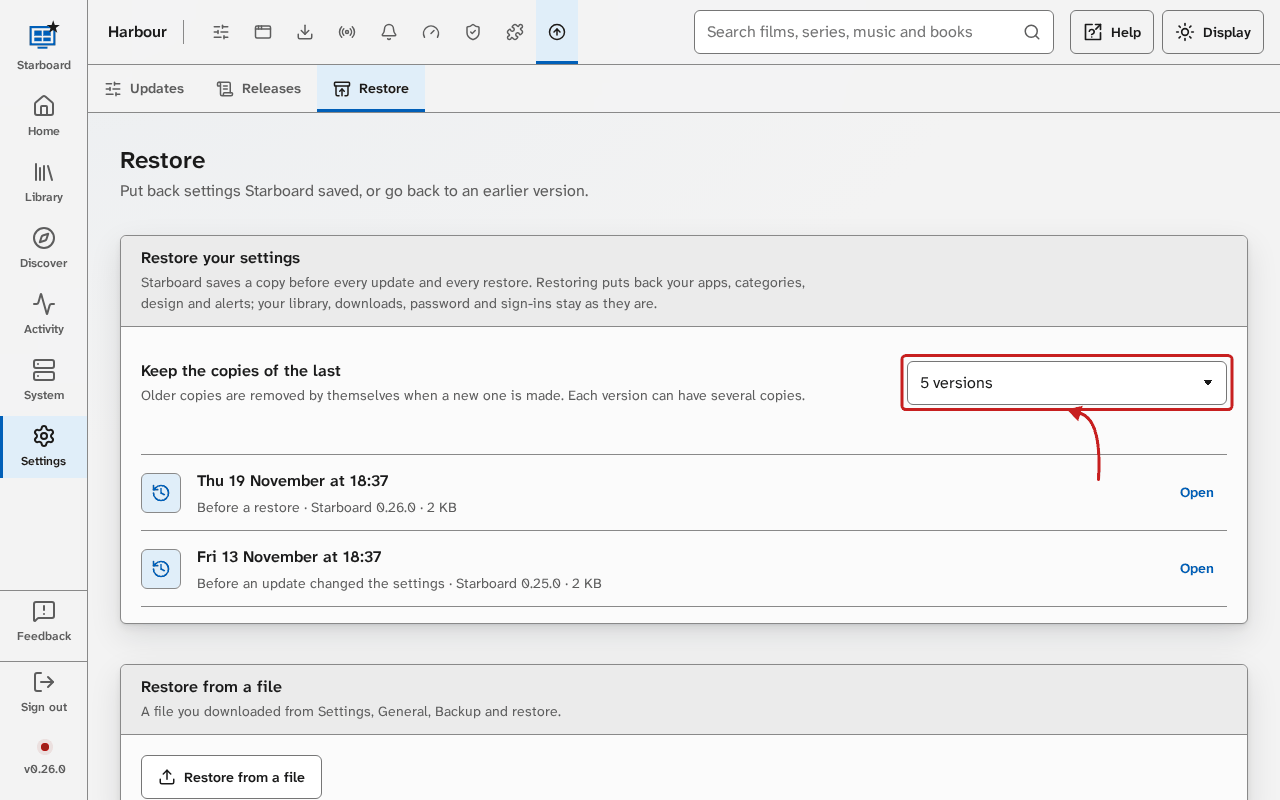 Starboard
Home
Library
Discover
Activity
System
Settings
Feedback
Sign out
v0.26.0
Harbour
Search films, series, music and books
Help
Display
Updates
Releases
Restore
Restore
Put back settings Starboard saved, or go back to an earlier version.
Restore your settings
Starboard saves a copy before every update and every restore. Restoring puts back your apps, categories,
design and alerts; your library, downloads, password and sign-ins stay as they are.
Keep the copies of the last
Older copies are removed by themselves when a new one is made. Each version can have several copies.
5 versions
Thu 19 November at 18:37
Before a restore · Starboard 0.26.0 · 2 KB
Open
Fri 13 November at 18:37
Before an update changed the settings · Starboard 0.25.0 · 2 KB
Open
Restore from a file
A file you downloaded from Settings, General, Backup and restore.
Restore from a file